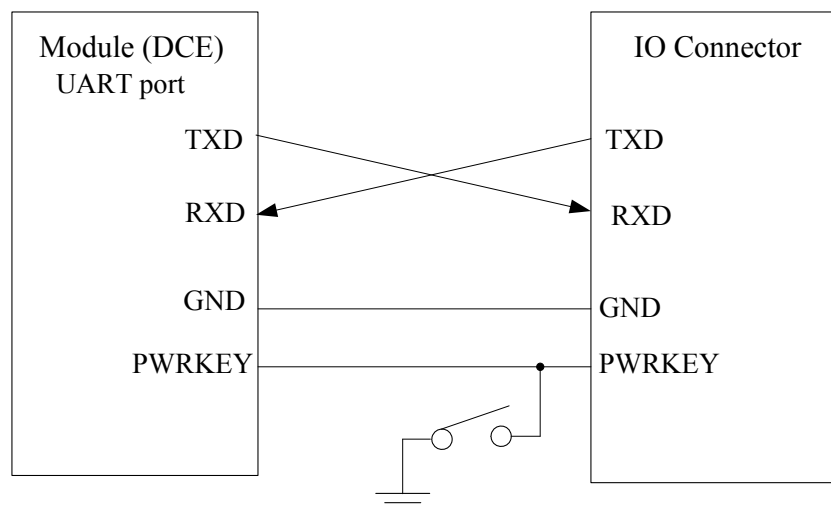 Module (DCE)
UART port
TXD
RXD
GND
PWRKEY
IO Connector
TXD
RXD
GND
PWRKEY